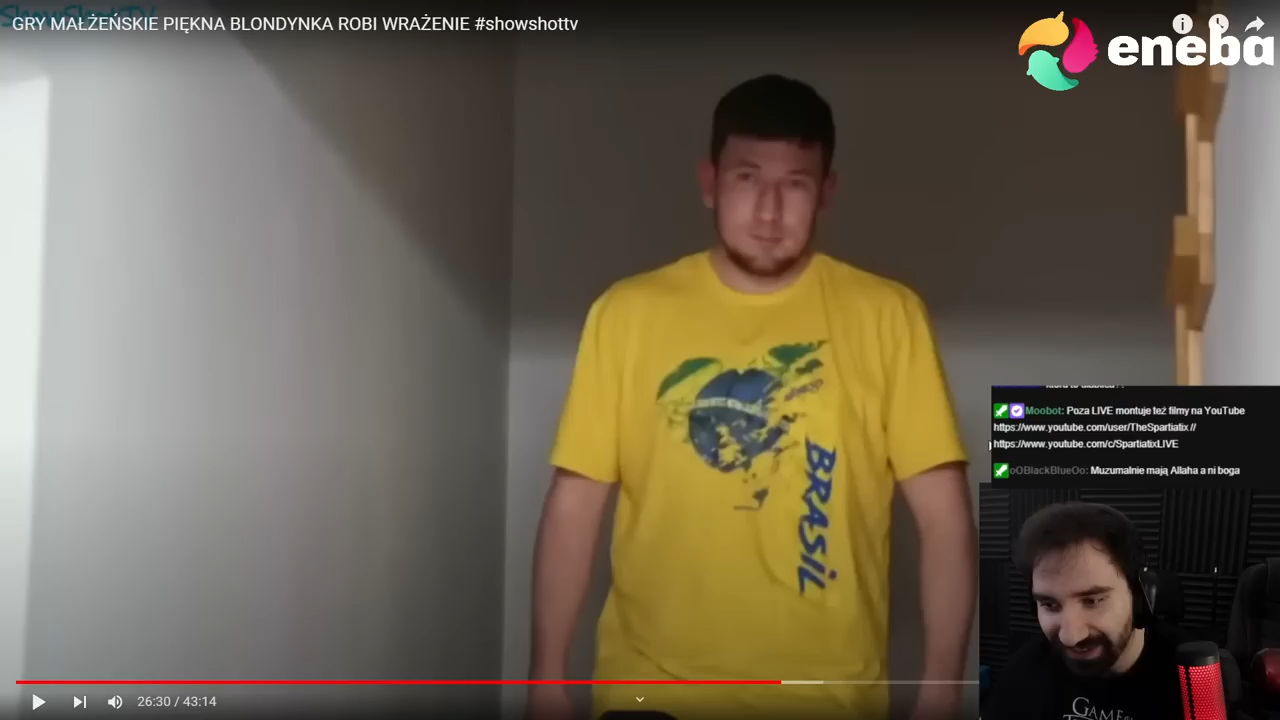 ShowShotTV
GRY MAŁŻEŃSKIE PIĘKNA BLONDYNKA ROBI WRAŻENIE #showshottv
eneba
BRASIL
Moobot: Poza LIVE montuje też filmy na YouTube
https://www.youtube.com/user/TheSpartiatix //
https://www.youtube.com/c/SpartiatixLIVE
oOBlackBlueOo: Muzumalnie mają Allaha a ni boga
GAME
26:30 / 43:14